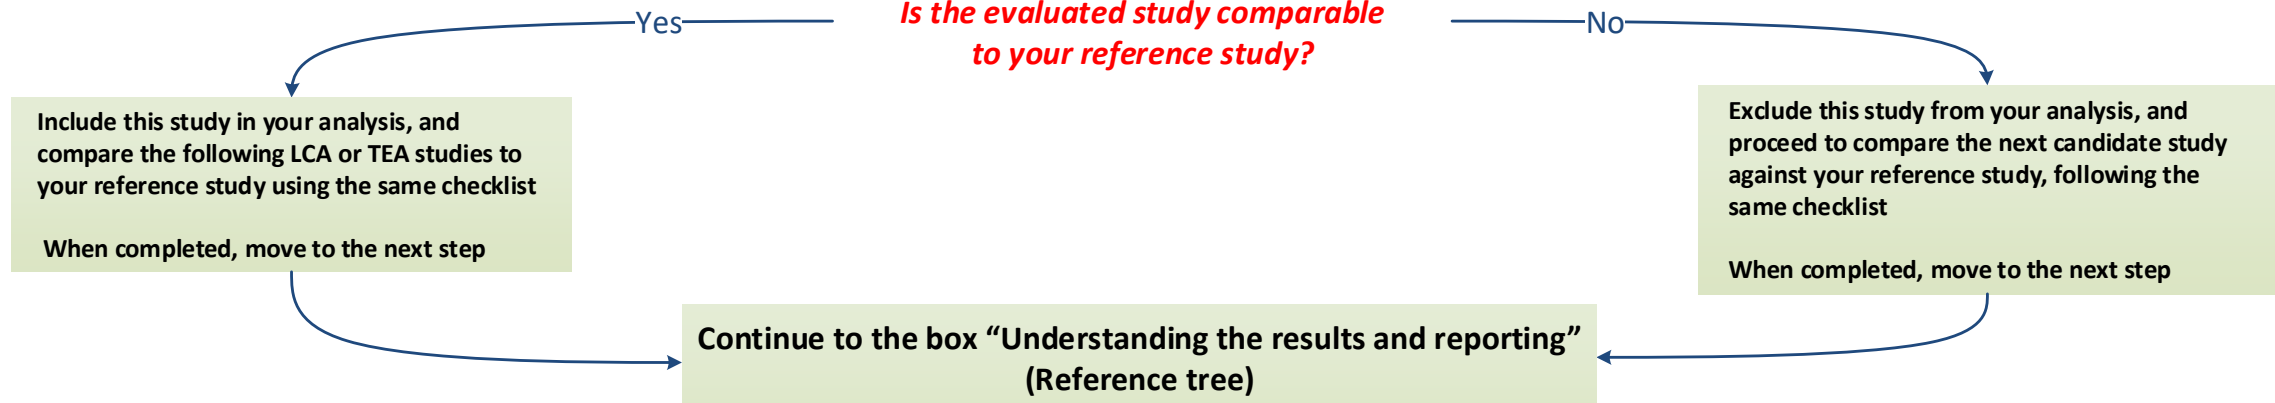 Is the evaluated study comparable
to your reference study?
Yes
No
Include this study in your analysis, and
compare the following LCA or TEA studies to
your reference study using the same checklist
When completed, move to the next step
Exclude this study from your analysis, and
proceed to compare the next candidate study
against your reference study, following the
same checklist
When completed, move to the next step
Continue to the box “Understanding the results and reporting”
(Reference tree)